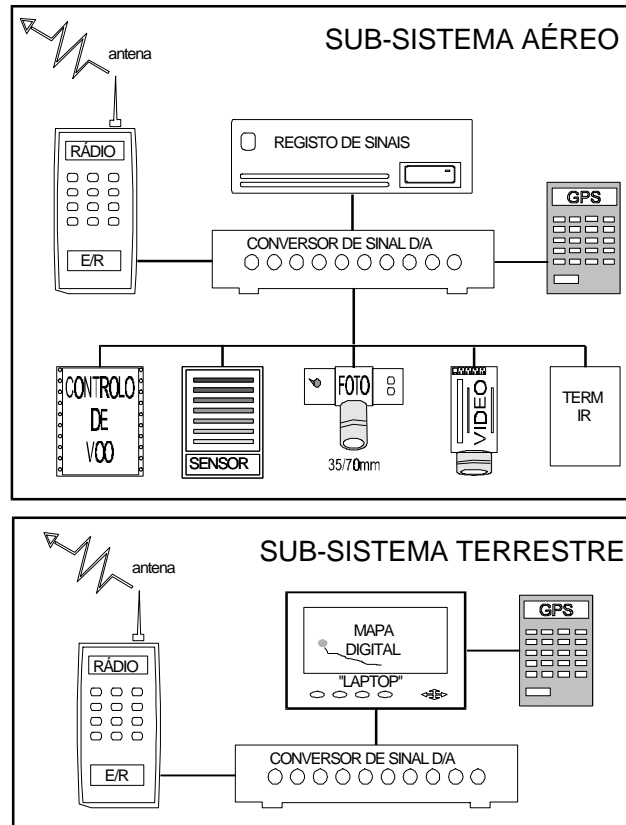 SUB-SISTEMA AÉREO
antena
RÁDIO
E/R
REGISTO DE SINAIS
GPS
CONVERSOR DE SINAL D/A
CONTROLO
DE
VOO
SENSOR
FOTO
35/70mm
VIDEO
TERM
IR
SUB-SISTEMA TERRESTRE
antena
RÁDIO
E/R
MAPA
DIGITAL
"LAPTOP"
GPS
CONVERSOR DE SINAL D/A